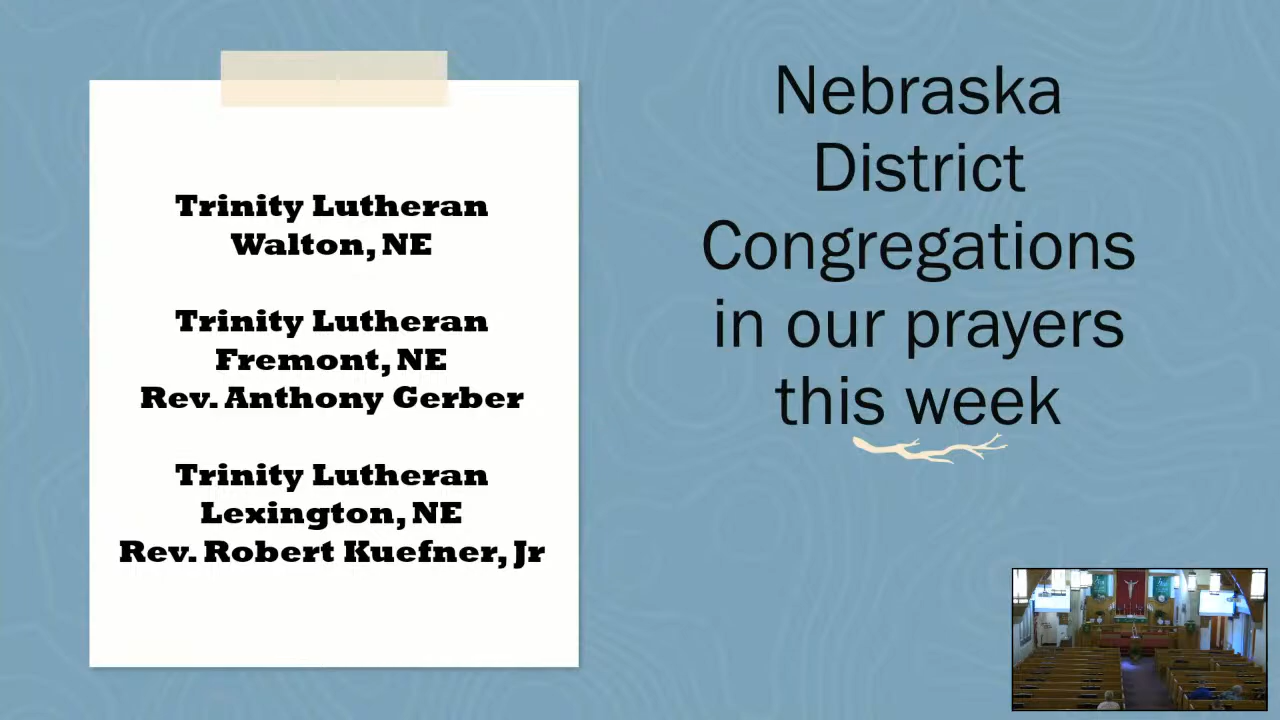 Trinity Lutheran
Walton, NE
Trinity Lutheran
Fremont, NE
Rev. Anthony Gerber
Trinity Lutheran
Lexington, NE
Rev. Robert Kuefner, Jr
Nebraska
District
Congregations
in our prayers
this week